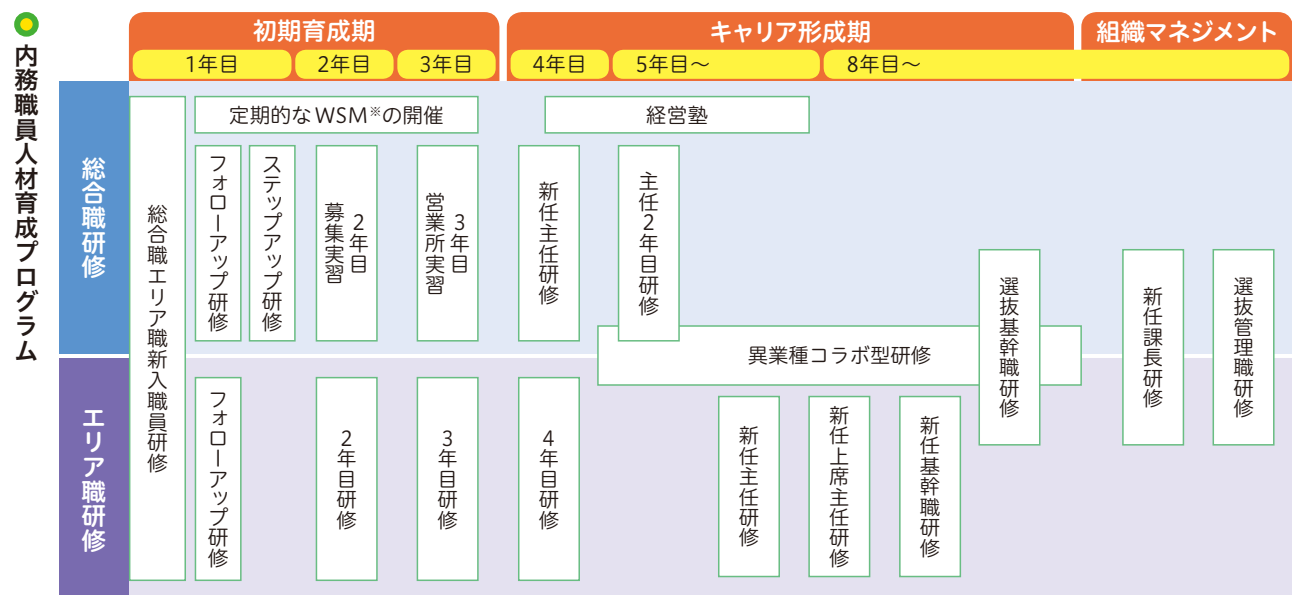 内務職員人材育成プログラム
初期育成期
キャリア形成期
組織マネジメント
1年目
2年目
3年目
4年目
5年目～
8年目～
総合職研修
総合職エリア職新入職員研修
定期的なWSM※の開催
経営塾
フォローアップ研修
ステップアップ研修
2年目
募集実習
3年目
営業所実習
新任主任研修
主任2年目研修
異業種コラボ型研修
選抜基幹職研修
新任課長研修
選抜管理職研修
エリア職研修
フォローアップ研修
2年目研修
3年目研修
4年目研修
新任主任研修
新任上席主任研修
新任基幹職研修